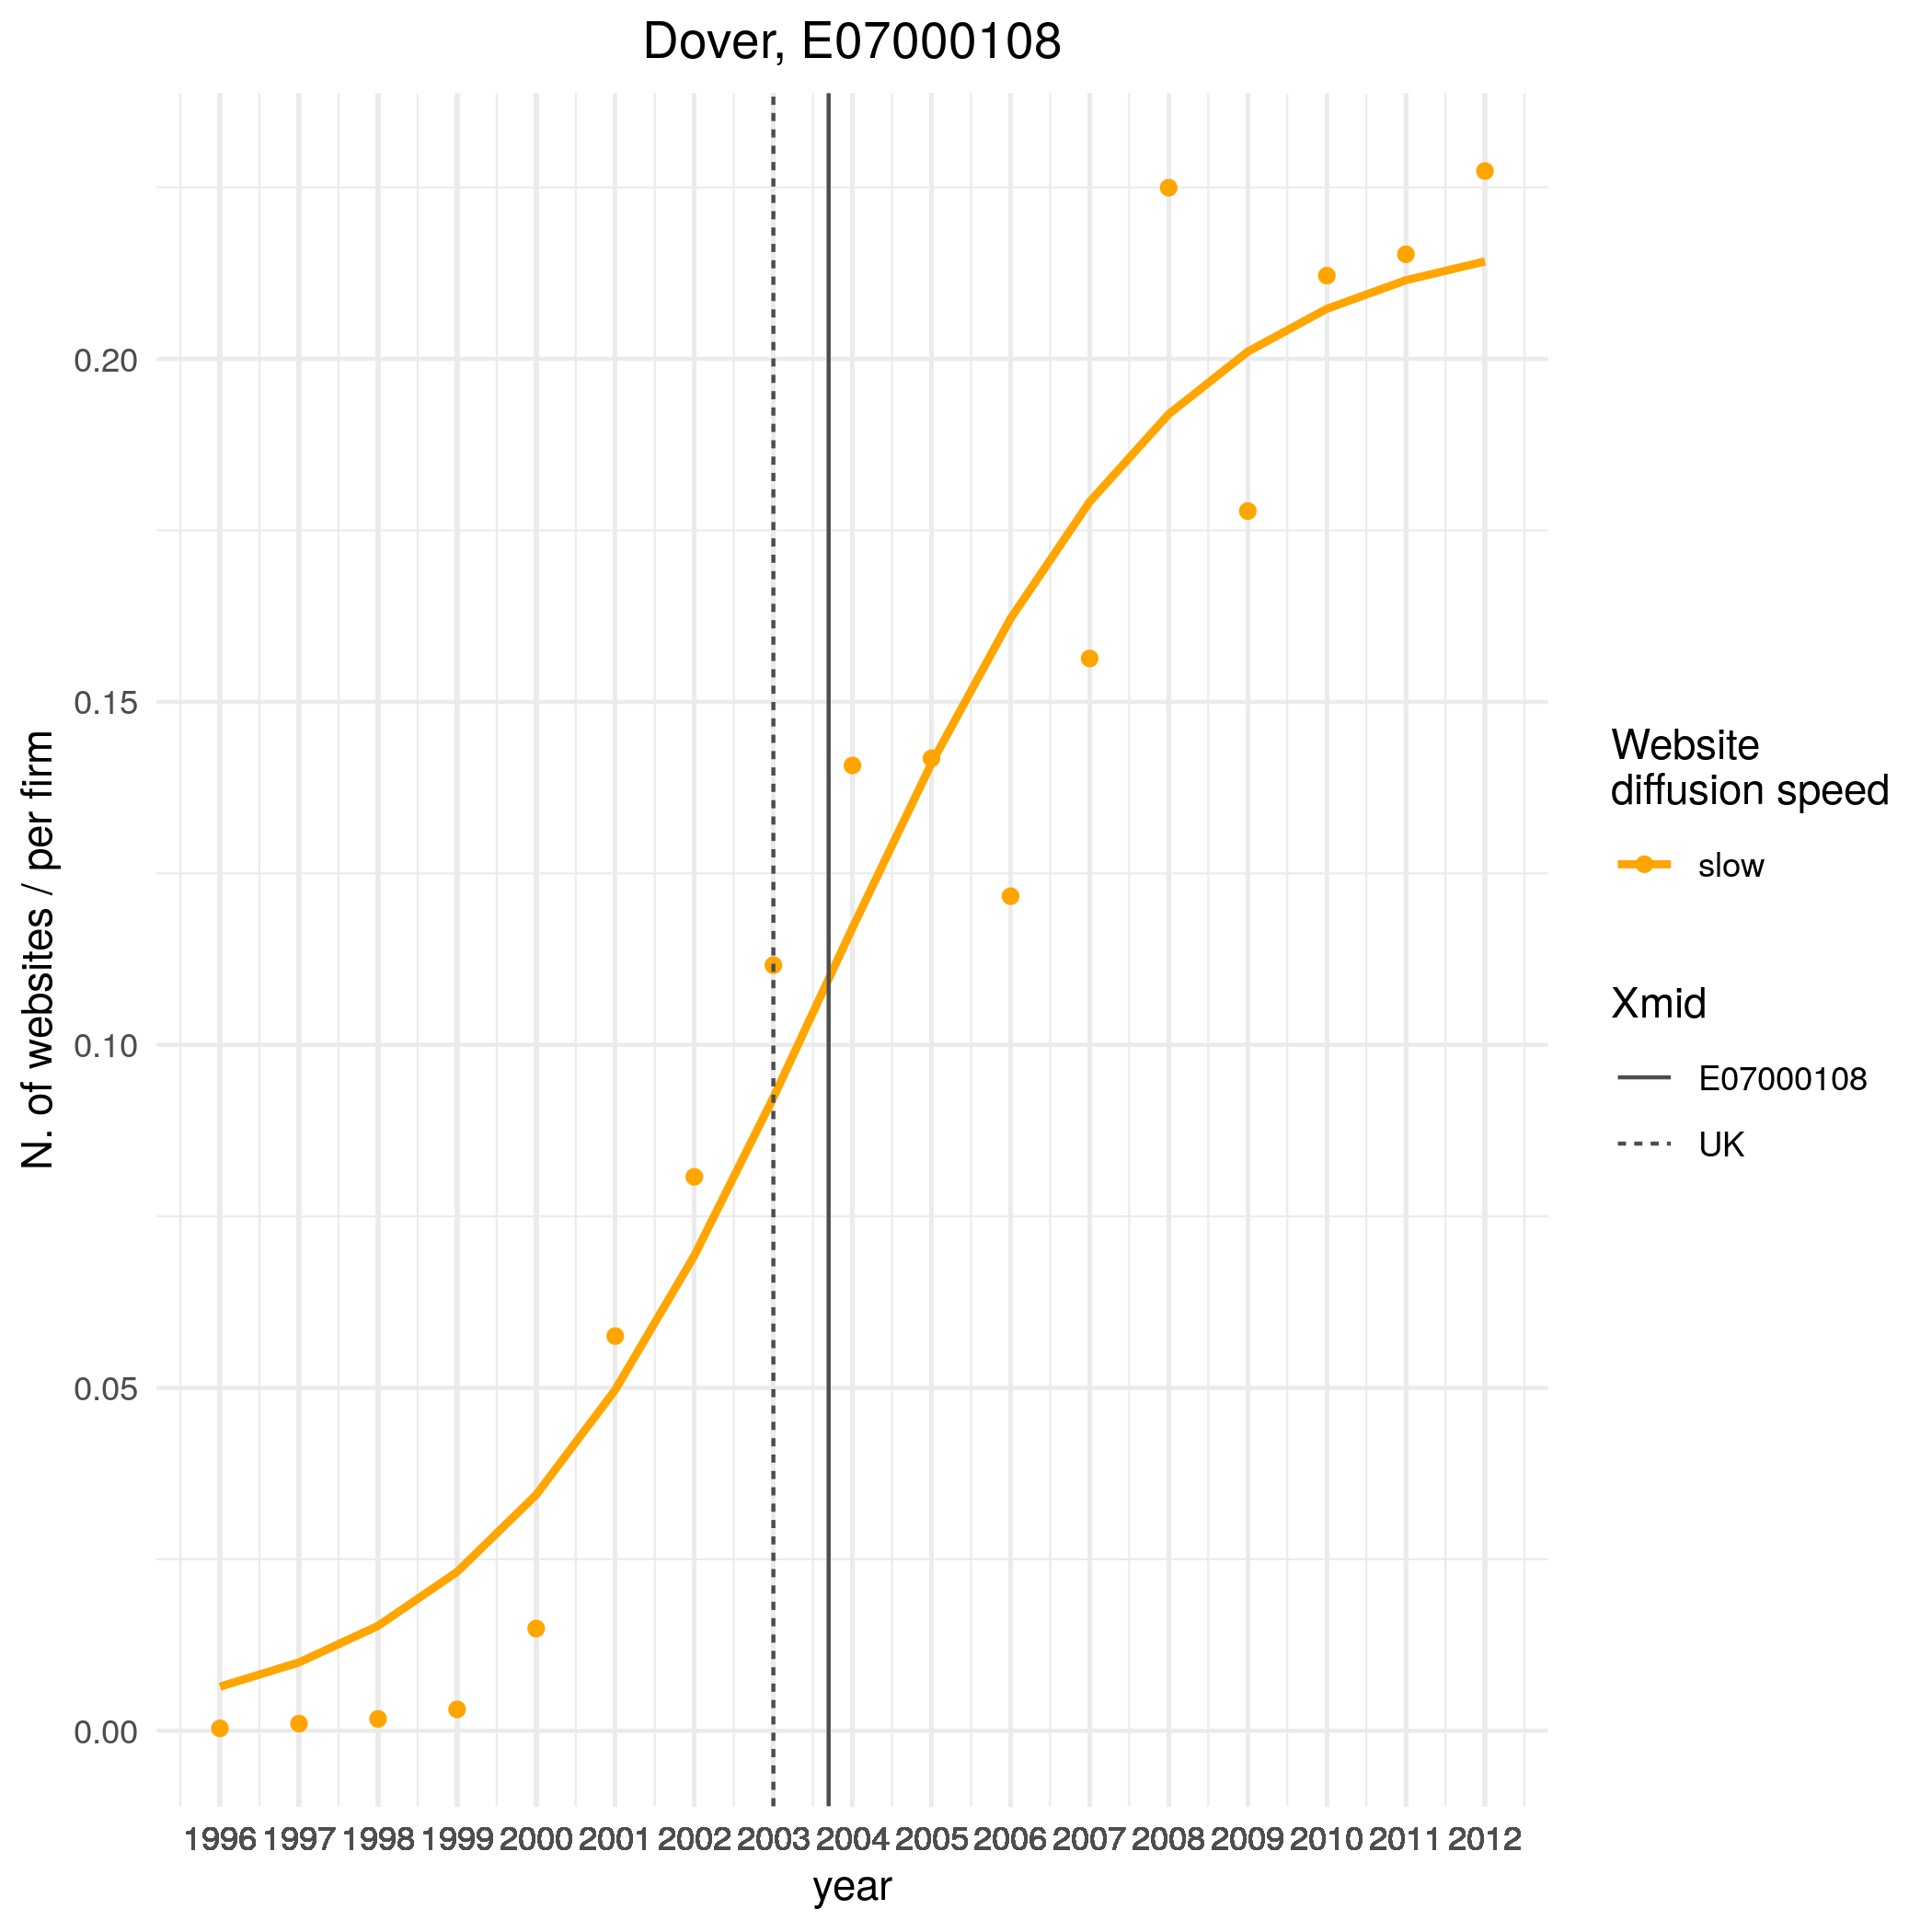 Dover, E07000108
N. of websites / per firm
0.20
0.15
0.10
0.05
0.00
1996 1997 1998 1999 2000 2001 2002 2003 2004 2005 2006 2007 2008 2009 2010 2011 2012
year
Website
diffusion speed
slow
Xmid
E07000108
UK